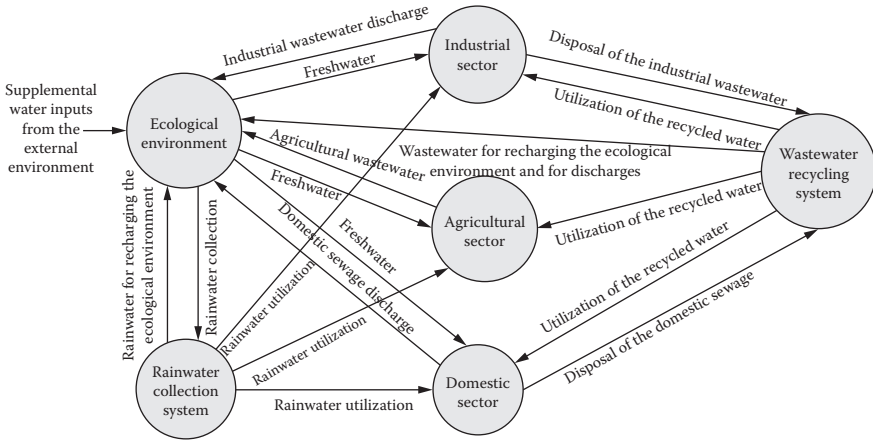 Industrial wastewater discharge
Freshwater
Industrial
sector
Disposal of the industrial wastewater
Supplemental
water inputs
from the
external
environment
Ecological
environment
Utilization of the recycled water
Agricultural wastewater
Wastewater for recharging the ecological
environment and for discharges
Wastewater
recycling
system
Freshwater
Agricultural
sector
Utilization of the recycled water
Rainwater for recharging the
ecological environment
Rainwater collection
Domestic sewage discharge
Freshwater
Utilization of the recycled water
Rainwater utilization
Rainwater utilization
Disposal of the domestic sewage
Rainwater
collection
system
Rainwater utilization
Domestic
sector